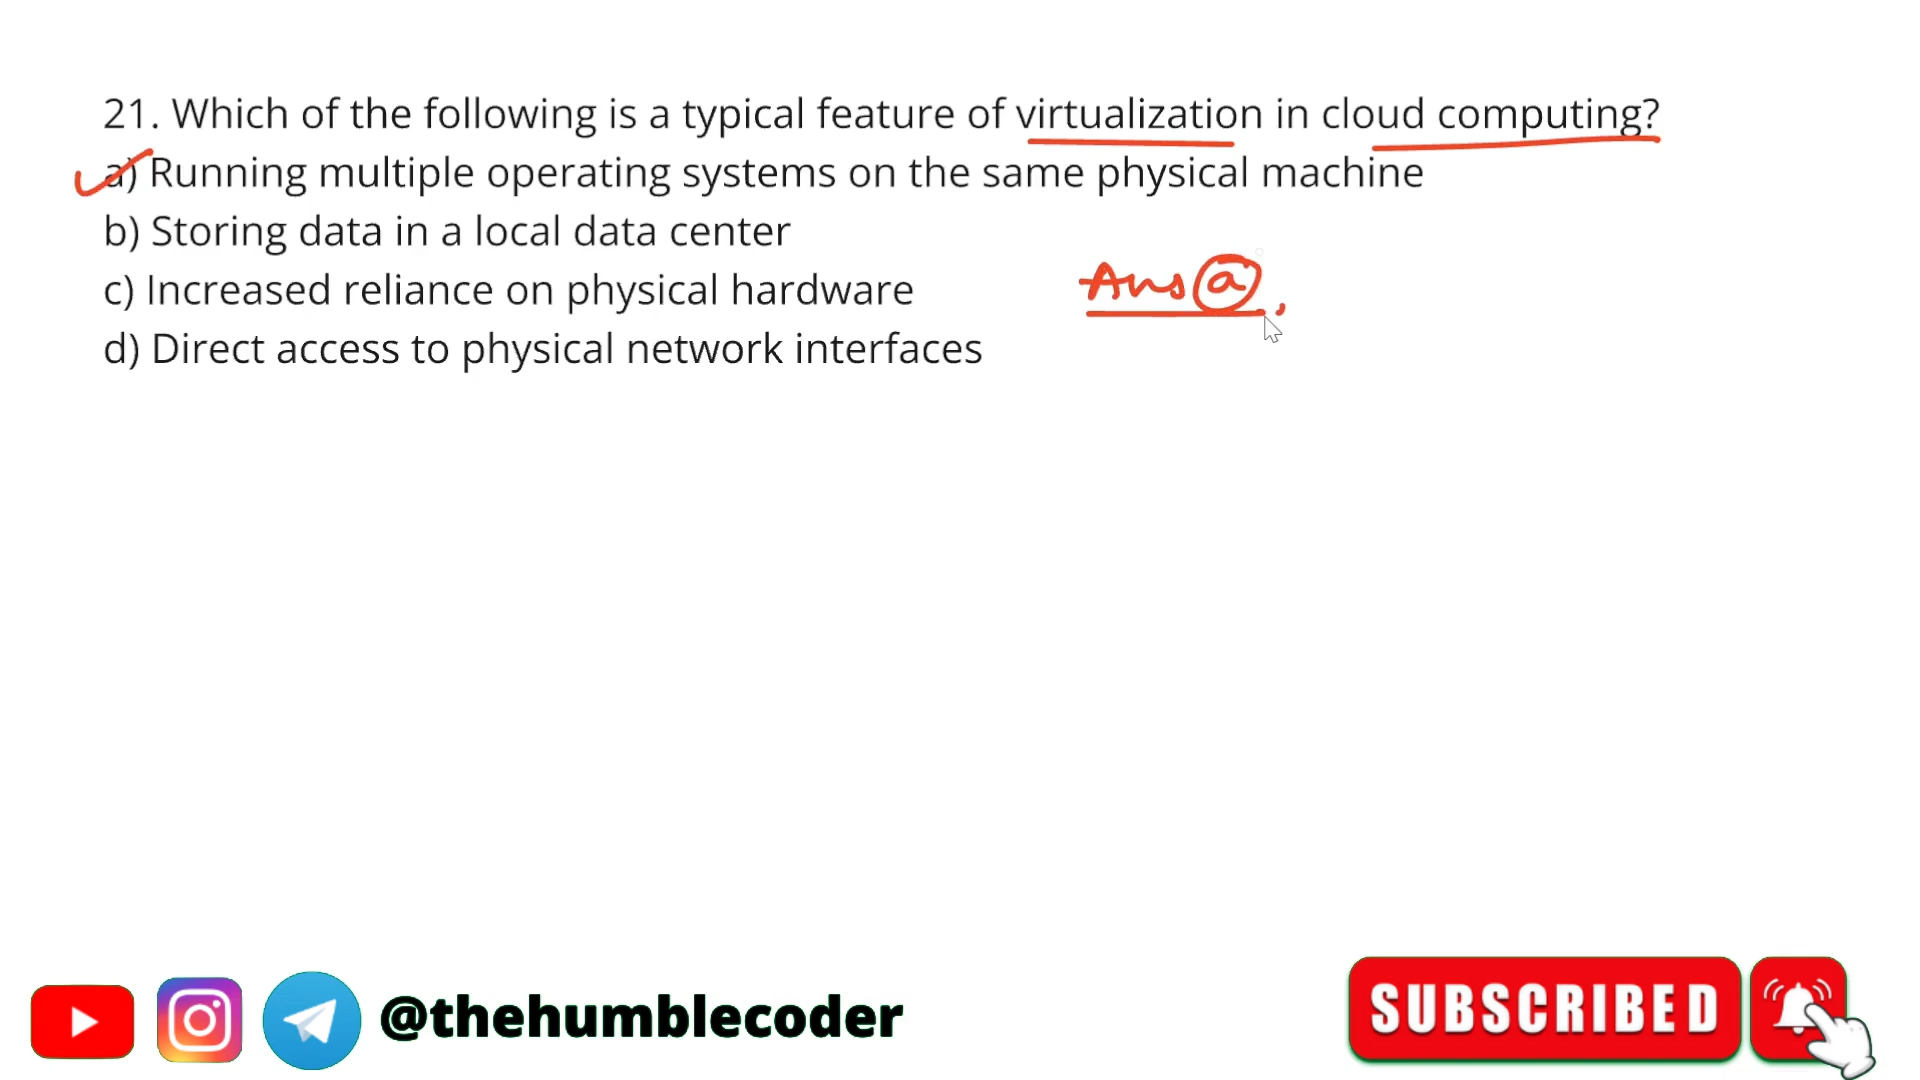 21. Which of the following is a typical feature of virtualization in cloud computing?
a) Running multiple operating systems on the same physical machine
b) Storing data in a local data center
c) Increased reliance on physical hardware
Ans a,
d) Direct access to physical network interfaces
@thehumblecoder
SUBSCRIBED